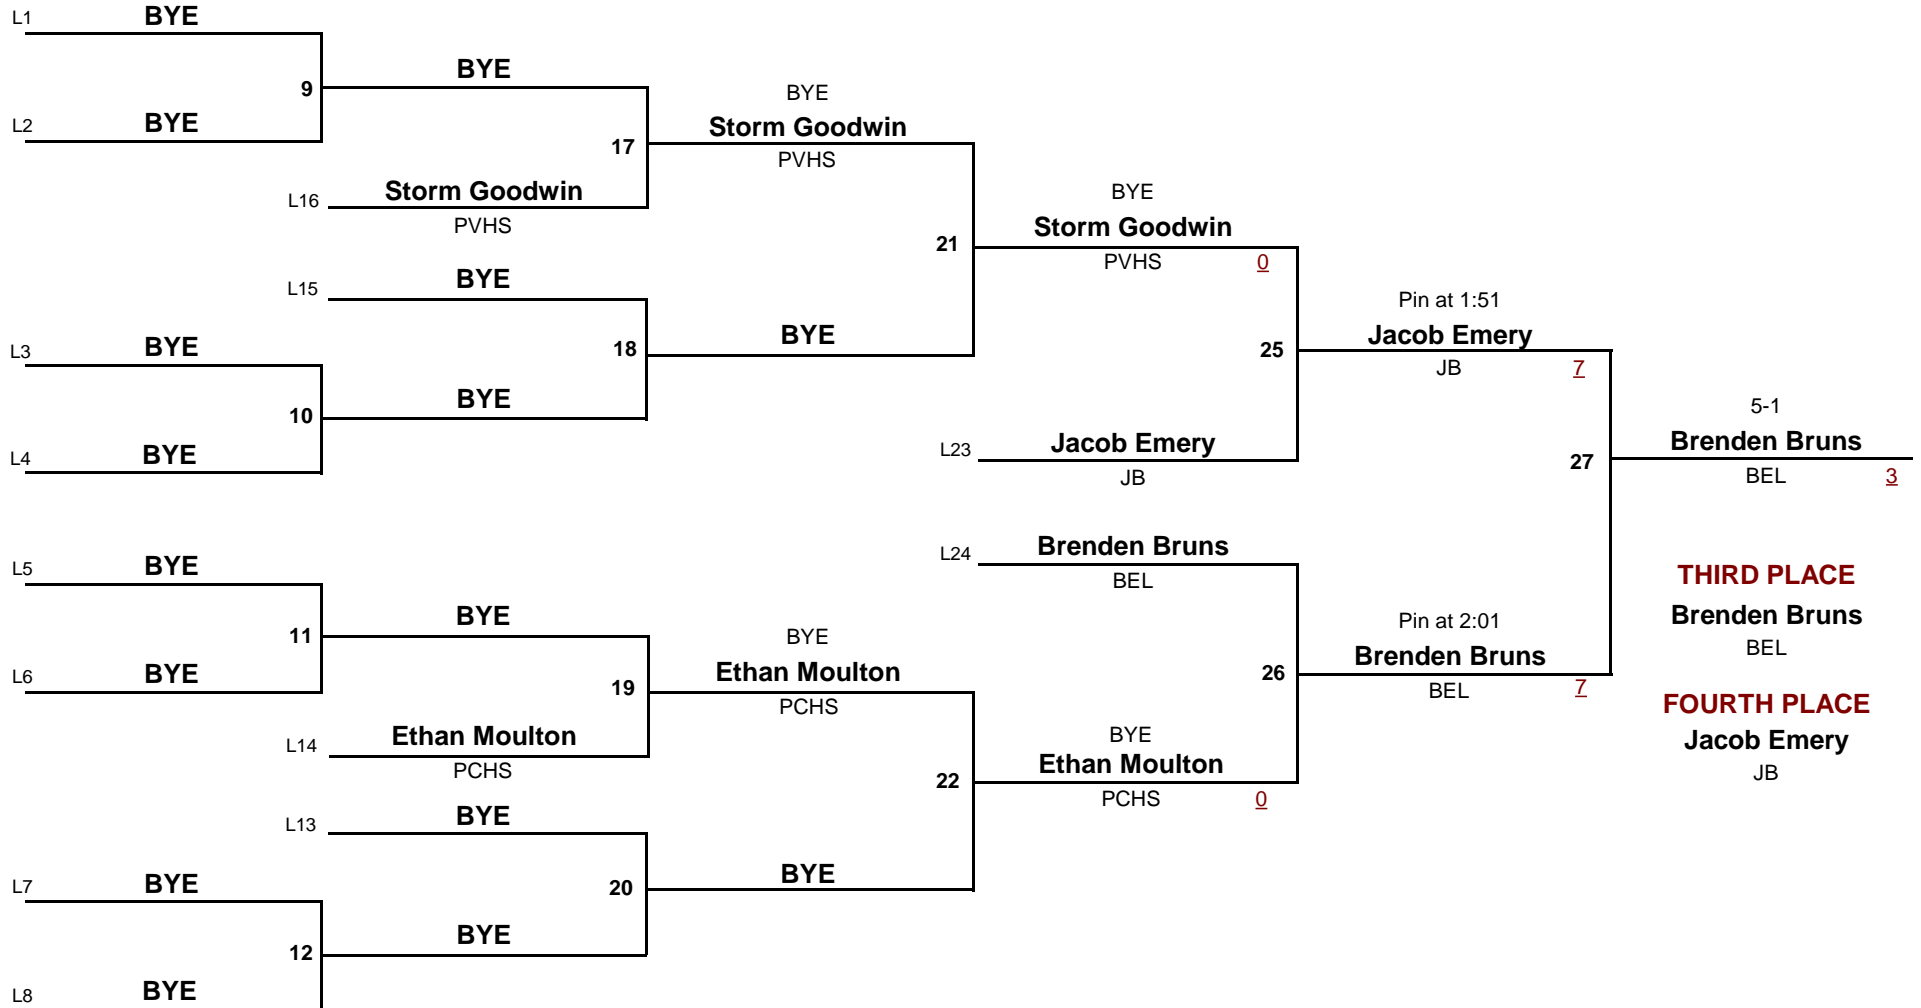 L1 BYE
9
L2 BYE
BYE
17
L16 Storm Goodwin
PVHS
BYE
Storm Goodwin
PVHS
L15 BYE
18
L3 BYE
10
L4 BYE
BYE
BYE
21
BYE
Storm Goodwin
PVHS 0
25
L23 Jacob Emery
JB
Pin at 1:51
Jacob Emery
JB 7
27
5-1
Brenden Bruns
BEL 3
L5 BYE
11
L6 BYE
BYE
19
L14 Ethan Moulton
PCHS
BYE
Ethan Moulton
PCHS
L13 BYE
20
L7 BYE
12
L8 BYE
BYE
BYE
22
L24 Brenden Bruns
BEL
26
BYE
Ethan Moulton
PCHS 0
Pin at 2:01
Brenden Bruns
BEL 7
THIRD PLACE
Brenden Bruns
BEL
FOURTH PLACE
Jacob Emery
JB